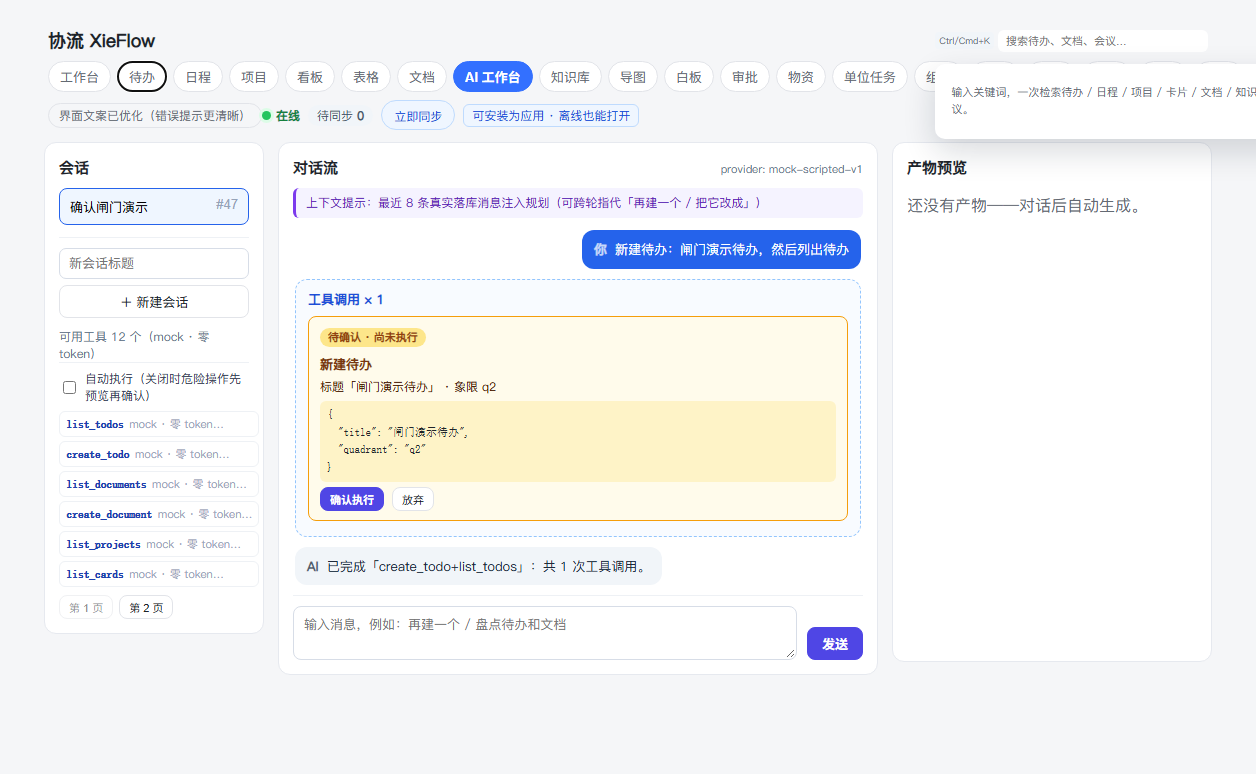 协流 XieFlow
Ctrl/Cmd+K
搜索待办、文档、会议...
工作台
待办
日程
项目
看板
表格
文档
AI 工作台
知识库
导图
白板
审批
物资
单位任务
组
输入关键词，一次检索待办 / 日程 / 项目 / 卡片 / 文档 / 知识
议。
界面文案已优化（错误提示更清晰）
在线
待同步 0
立即同步
可安装为应用 · 离线也能打开
会话
确认闸门演示 #47
新会话标题
＋ 新建会话
可用工具 12 个（mock · 零
token）
自动执行（关闭时危险操作先
预览再确认）
list_todos mock · 零 token…
create_todo mock · 零 token…
list_documents mock · 零 token…
create_document mock · 零 token…
list_projects mock · 零 token…
list_cards mock · 零 token…
第 1 页
第 2 页
对话流
provider: mock-scripted-v1
上下文提示：最近 8 条真实落库消息注入规划（可跨轮指代「再建一个 / 把它改成」）
你 新建待办：闸门演示待办，然后列出待办
工具调用 × 1
待确认 · 尚未执行
新建待办
标题「闸门演示待办」 · 象限 q2
{
"title": "闸门演示待办",
"quadrant": "q2"
}
确认执行
放弃
AI 已完成「create_todo+list_todos」：共 1 次工具调用。
输入消息，例如：再建一个 / 盘点待办和文档
发送
产物预览
还没有产物——对话后自动生成。